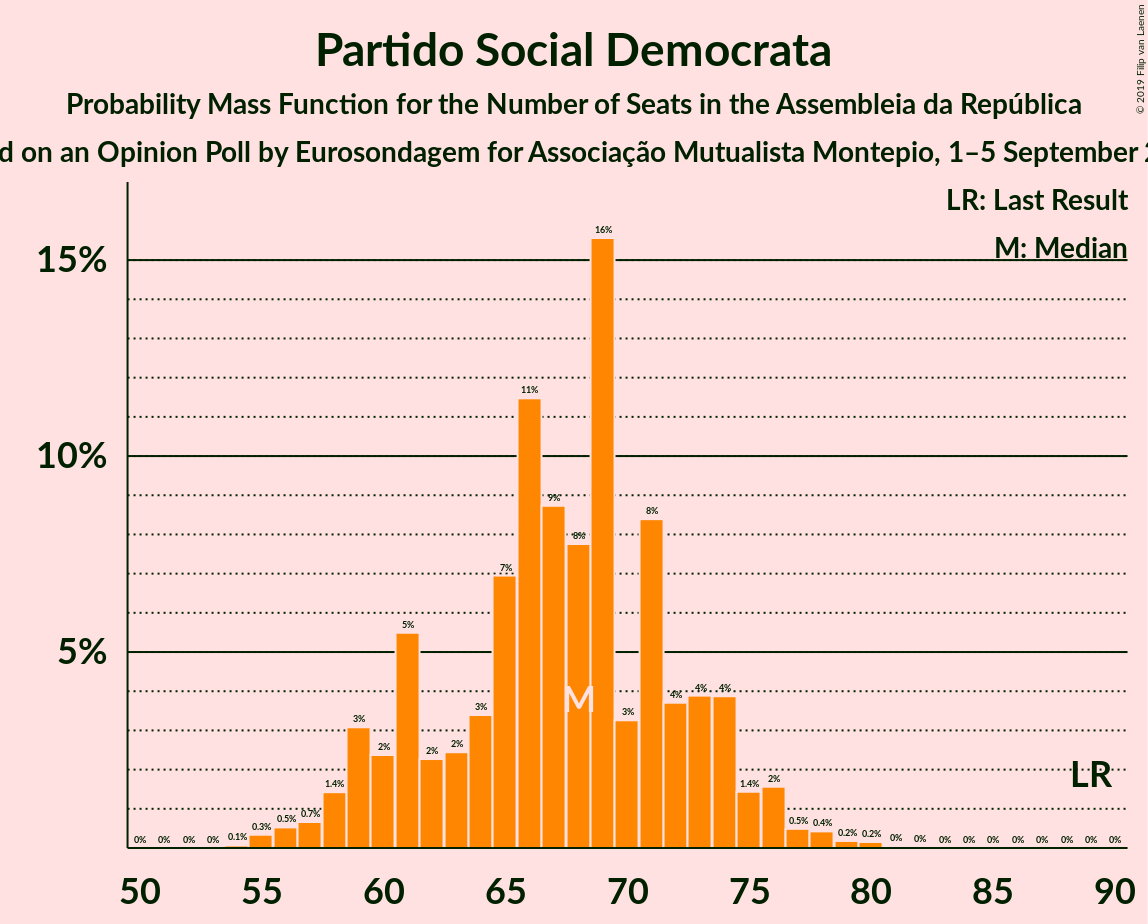 Partido Social Democrata
Probability Mass Function for the Number of Seats in the Assembleia da República
on an Opinion Poll by Eurosondagem for Associação Mutualista Montepio, 1–5 September
© 2019 Filip van Laenen
LR: Last Result
M: Median
15%
10%
5%
0% 0% 0% 0% 0.1% 0.3% 0.5% 0.7% 1.4% 3% 2% 5% 2% 2% 3% 7% 11% 9% 8% 16% 3% 8% 4% 4% 4% 1.4% 2% 0.5% 0.4% 0.2% 0.2% 0% 0% 0% 0% 0% 0% 0% 0% 0% 0%
M
LR
50 55 60 65 70 75 80 85 90